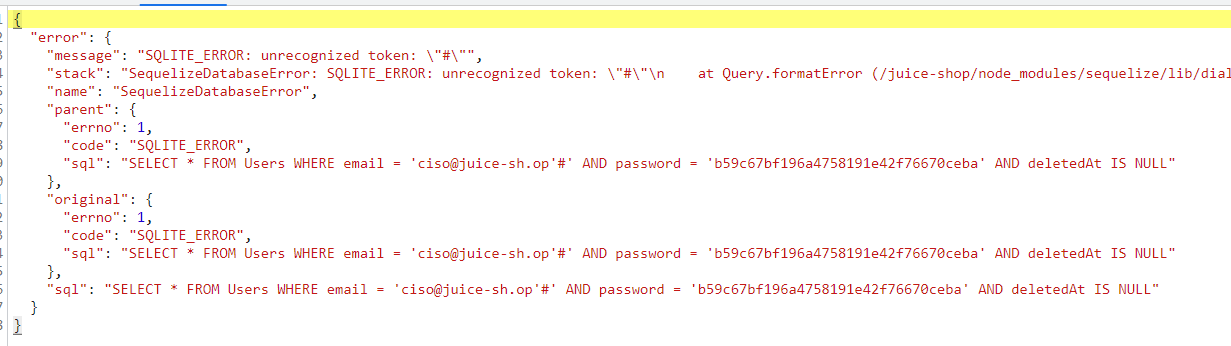 {
"error": {
"message": "SQLITE_ERROR: unrecognized token: \"#\"",
"stack": "SequelizeDatabaseError: SQLITE_ERROR: unrecognized token: \"#\"\n    at Query.formatError (/juice-shop/node_modules/sequelize/lib/dial
"name": "SequelizeDatabaseError",
"parent": {
"errno": 1,
"code": "SQLITE_ERROR",
"sql": "SELECT * FROM Users WHERE email = 'ciso@juice-sh.op'#' AND password = 'b59c67bf196a4758191e42f76670ceba' AND deletedAt IS NULL"
},
"original": {
"errno": 1,
"code": "SQLITE_ERROR",
"sql": "SELECT * FROM Users WHERE email = 'ciso@juice-sh.op'#' AND password = 'b59c67bf196a4758191e42f76670ceba' AND deletedAt IS NULL"
},
"sql": "SELECT * FROM Users WHERE email = 'ciso@juice-sh.op'#' AND password = 'b59c67bf196a4758191e42f76670ceba' AND deletedAt IS NULL"
}
}